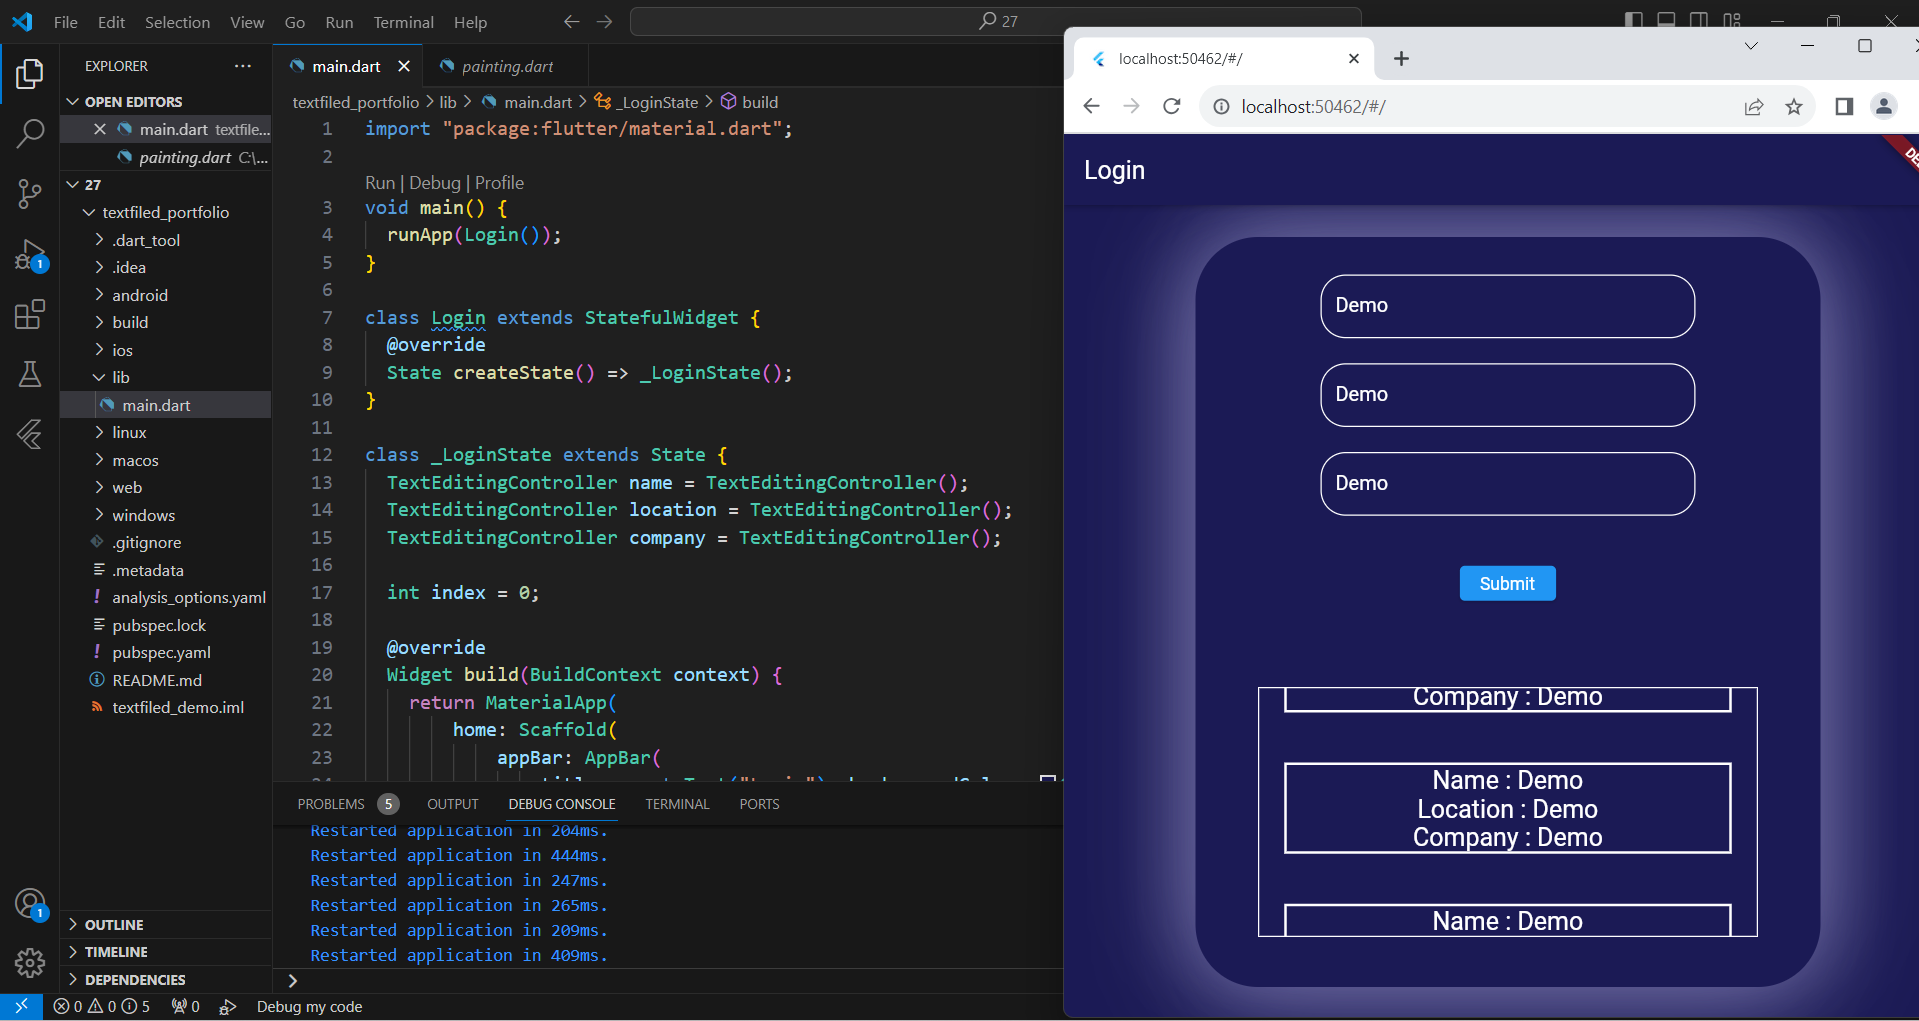 File Edit Selection View Go Run Terminal Help
27
EXPLORER
OPEN EDITORS
main.dart textfile...
painting.dart C:\...
27
textfiled_portfolio
.dart_tool
.idea
android
build
ios
lib
main.dart
linux
macos
web
windows
.gitignore
.metadata
analysis_options.yaml
pubspec.lock
pubspec.yaml
README.md
textfiled_demo.iml
OUTLINE
TIMELINE
DEPENDENCIES
main.dart
painting.dart
textfiled_portfolio > lib > main.dart > _LoginState > build
1 import "package:flutter/material.dart";
2
Run | Debug | Profile
3 void main() {
4 runApp(Login());
5 }
6
7 class Login extends StatefulWidget {
8 @override
9 State createState() => _LoginState();
10 }
11
12 class _LoginState extends State {
13 TextEditingController name = TextEditingController();
14 TextEditingController location = TextEditingController();
15 TextEditingController company = TextEditingController();
16
17 int index = 0;
18
19 @override
20 Widget build(BuildContext context) {
21 return MaterialApp(
22 home: Scaffold(
23 appBar: AppBar(
PROBLEMS 5 OUTPUT DEBUG CONSOLE TERMINAL PORTS
Restarted application in 204ms.
Restarted application in 444ms.
Restarted application in 247ms.
Restarted application in 265ms.
Restarted application in 209ms.
Restarted application in 409ms.
>
1
1
0 0 5 0 Debug my code
localhost:50462/#/
localhost:50462/#/
Login
Demo
Demo
Demo
Submit
Company : Demo
Name : Demo
Location : Demo
Company : Demo
Name : Demo